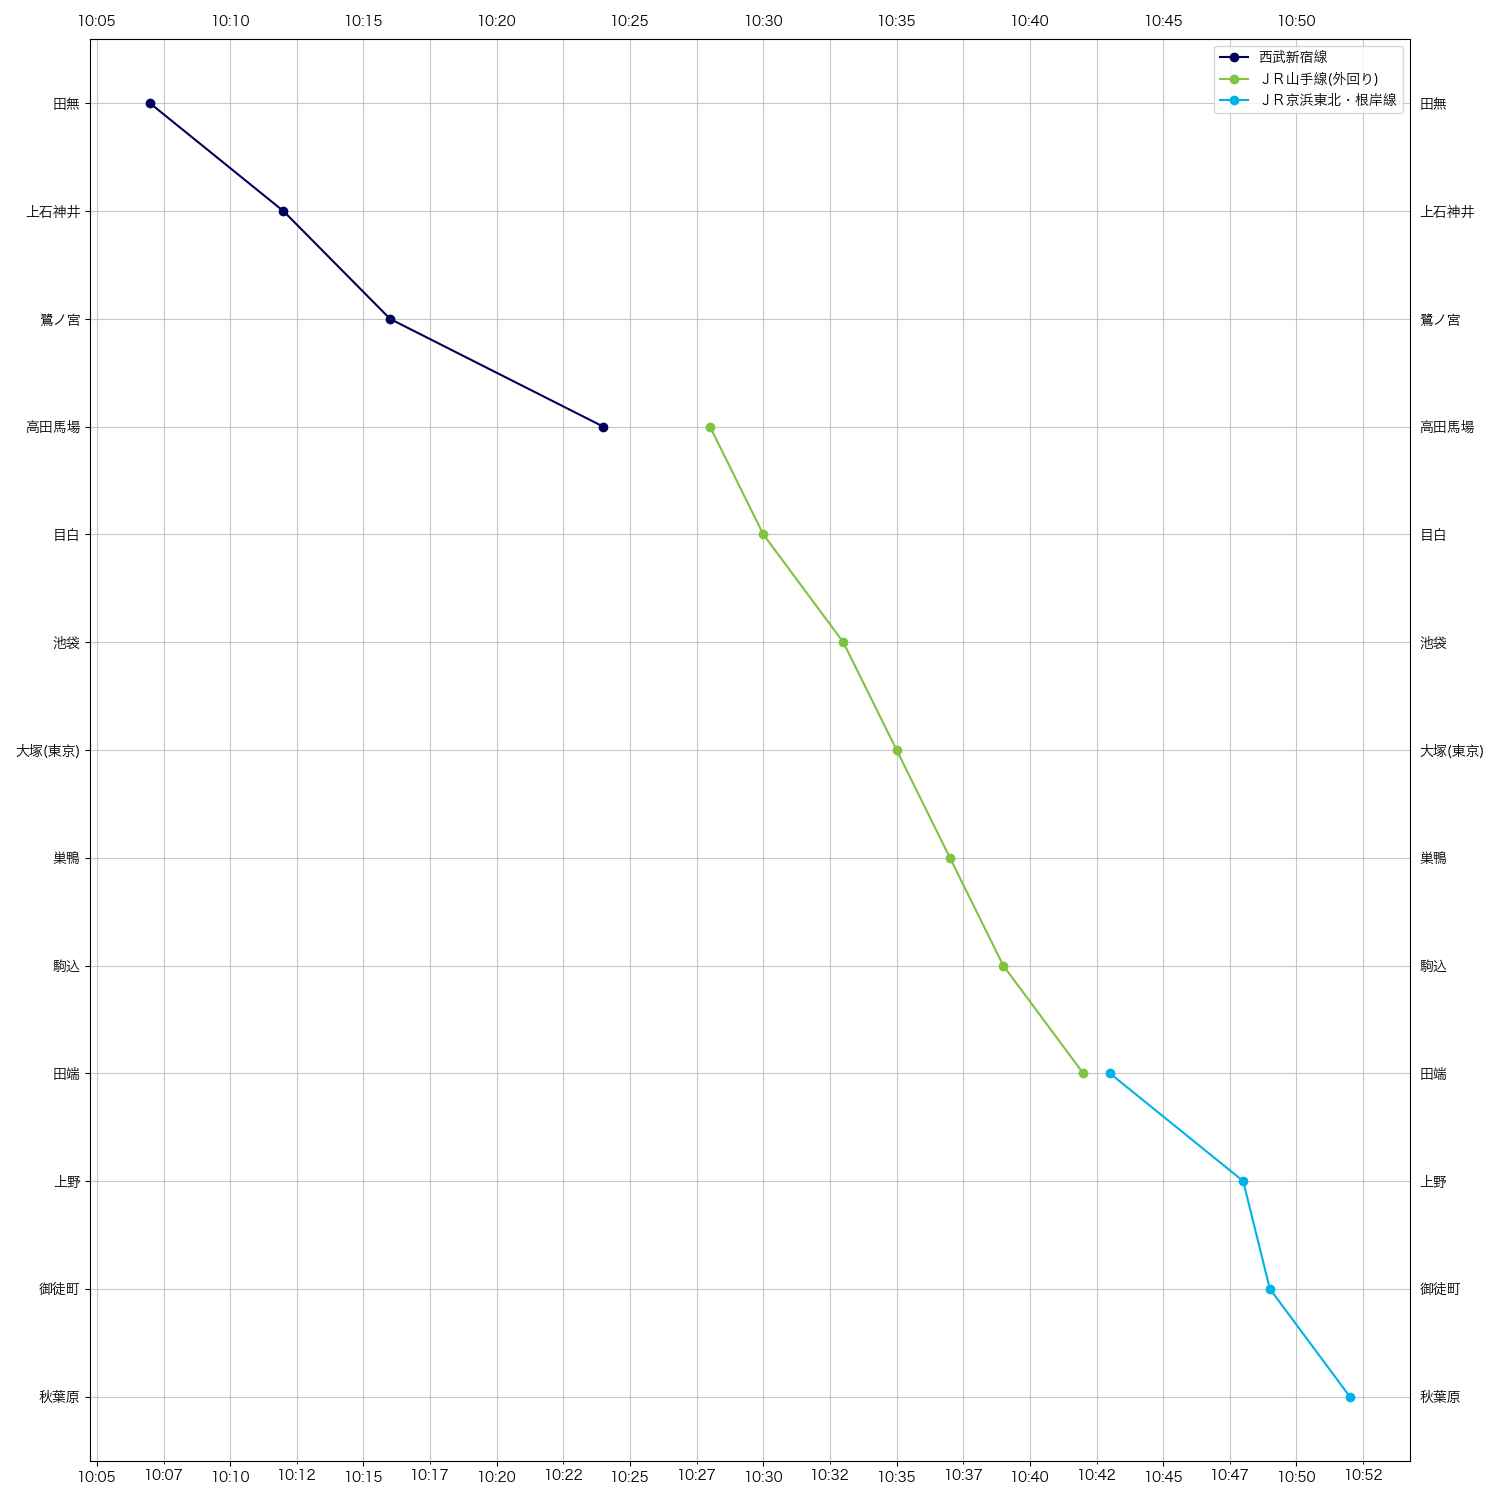 10:05 10:10 10:15 10:20 10:25 10:30 10:35 10:40 10:45 10:50
西武新宿線
ＪＲ山手線(外回り)
ＪＲ京浜東北・根岸線
田無 田無
上石神井 上石神井
鷺ノ宮 鷺ノ宮
高田馬場 高田馬場
目白 目白
池袋 池袋
大塚(東京) 大塚(東京)
巣鴨 巣鴨
駒込 駒込
田端 田端
上野 上野
御徒町 御徒町
秋葉原 秋葉原
10:05 10:07 10:10 10:12 10:15 10:17 10:20 10:22 10:25 10:27 10:30 10:32 10:35 10:37 10:40 10:42 10:45 10:47 10:50 10:52